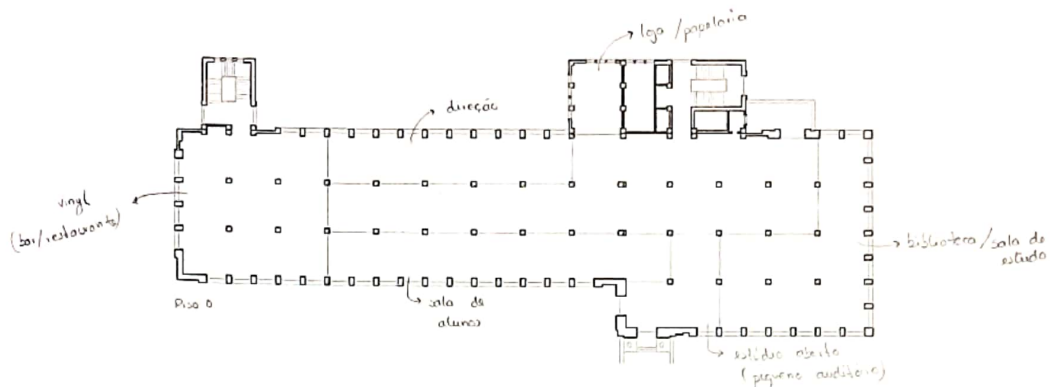 loja / papelaria
direção
vinyl
(bar/restaurante)
biblioteca / sala de
estudo
Piso 0
sala de
alunos
estúdio aberto
(pequeno auditório)